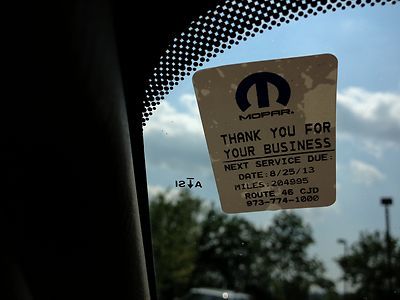 MOPAR
THANK YOU FOR
YOUR BUSINESS
NEXT SERVICE DUE:
DATE:8/25/13
MILES:204995
ROUTE 46 CJD
973-774-1000